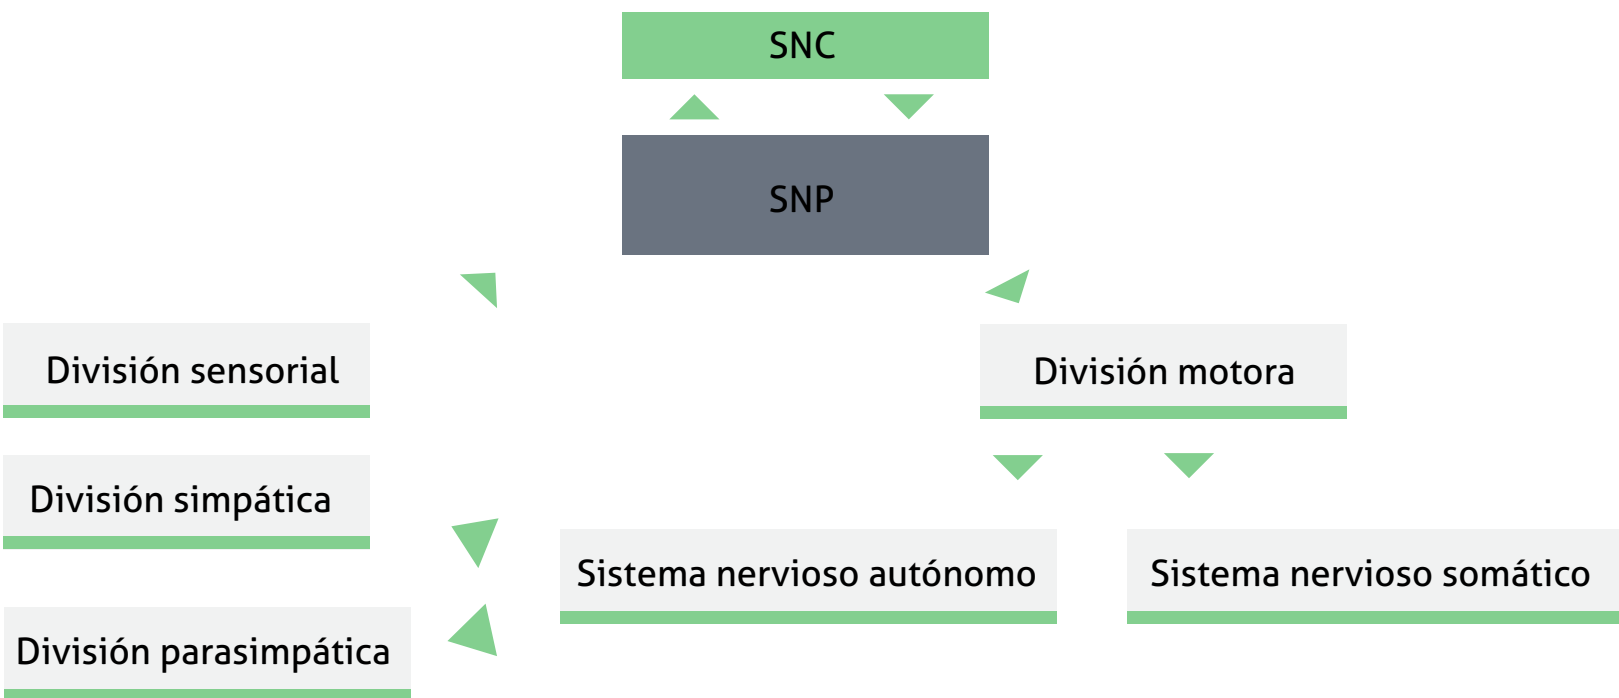 SNC
SNP
División sensorial
División motora
División simpática
Sistema nervioso autónomo
Sistema nervioso somático
División parasimpática